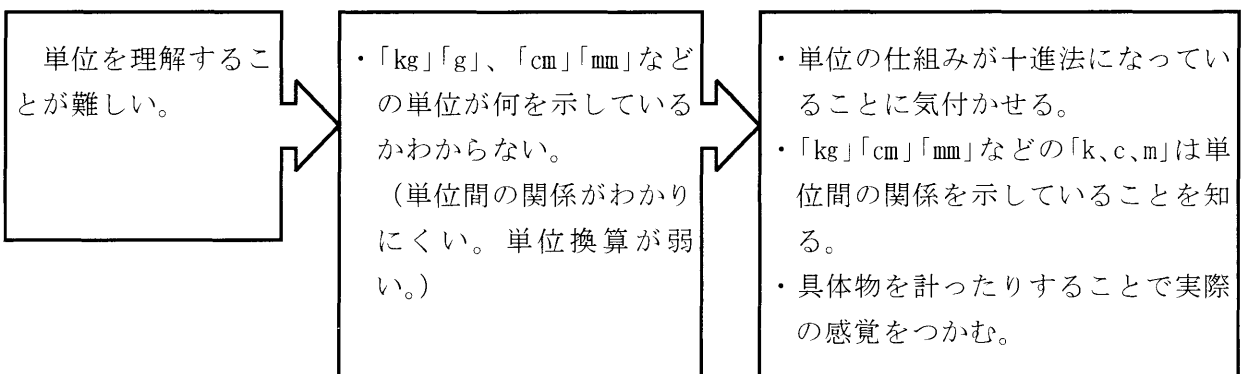 単位を理解するこ
とが難しい。
・「kg」「g」、「cm」「mm」など
の単位が何を示している
かわからない。
（単位間の関係がわかり
にくい。単位換算が弱
い。）
・単位の仕組みが十進法になってい
ることに気付かせる。
・「kg」「cm」「mm」などの「k、c、m」は単
位間の関係を示していることを知
る。
・具体物を計ったりすることで実際
の感覚をつかむ。